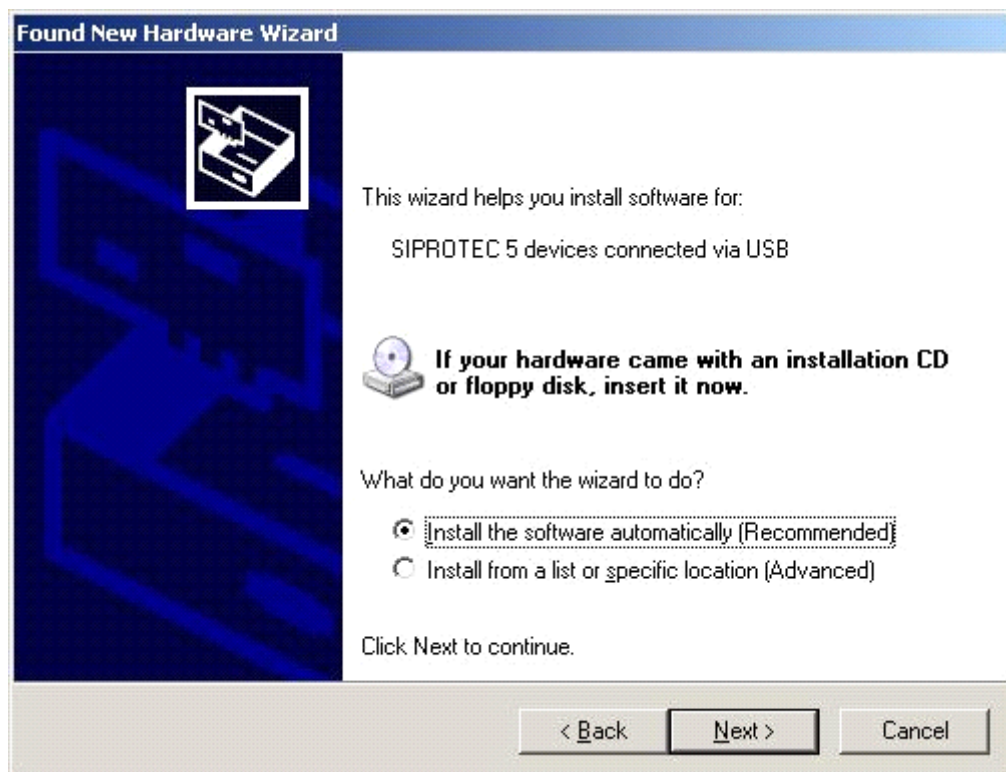 Found New Hardware Wizard
This wizard helps you install software for:
SIPROTEC 5 devices connected via USB
If your hardware came with an installation CD
or floppy disk, insert it now.
What do you want the wizard to do?
Install the software automatically (Recommended)
Install from a list or specific location (Advanced)
Click Next to continue.
< Back
Next >
Cancel